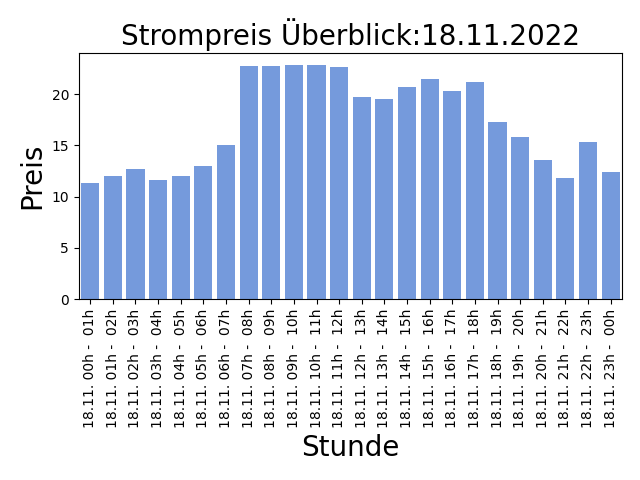 Strompreis Überblick:18.11.2022
Preis
20
15
10
5
0
18.11. 00h - 01h
18.11. 01h - 02h
18.11. 02h - 03h
18.11. 03h - 04h
18.11. 04h - 05h
18.11. 05h - 06h
18.11. 06h - 07h
18.11. 07h - 08h
18.11. 08h - 09h
18.11. 09h - 10h
18.11. 10h - 11h
18.11. 11h - 12h
18.11. 12h - 13h
18.11. 13h - 14h
18.11. 14h - 15h
18.11. 15h - 16h
18.11. 16h - 17h
18.11. 17h - 18h
18.11. 18h - 19h
18.11. 19h - 20h
18.11. 20h - 21h
18.11. 21h - 22h
18.11. 22h - 23h
18.11. 23h - 00h
Stunde